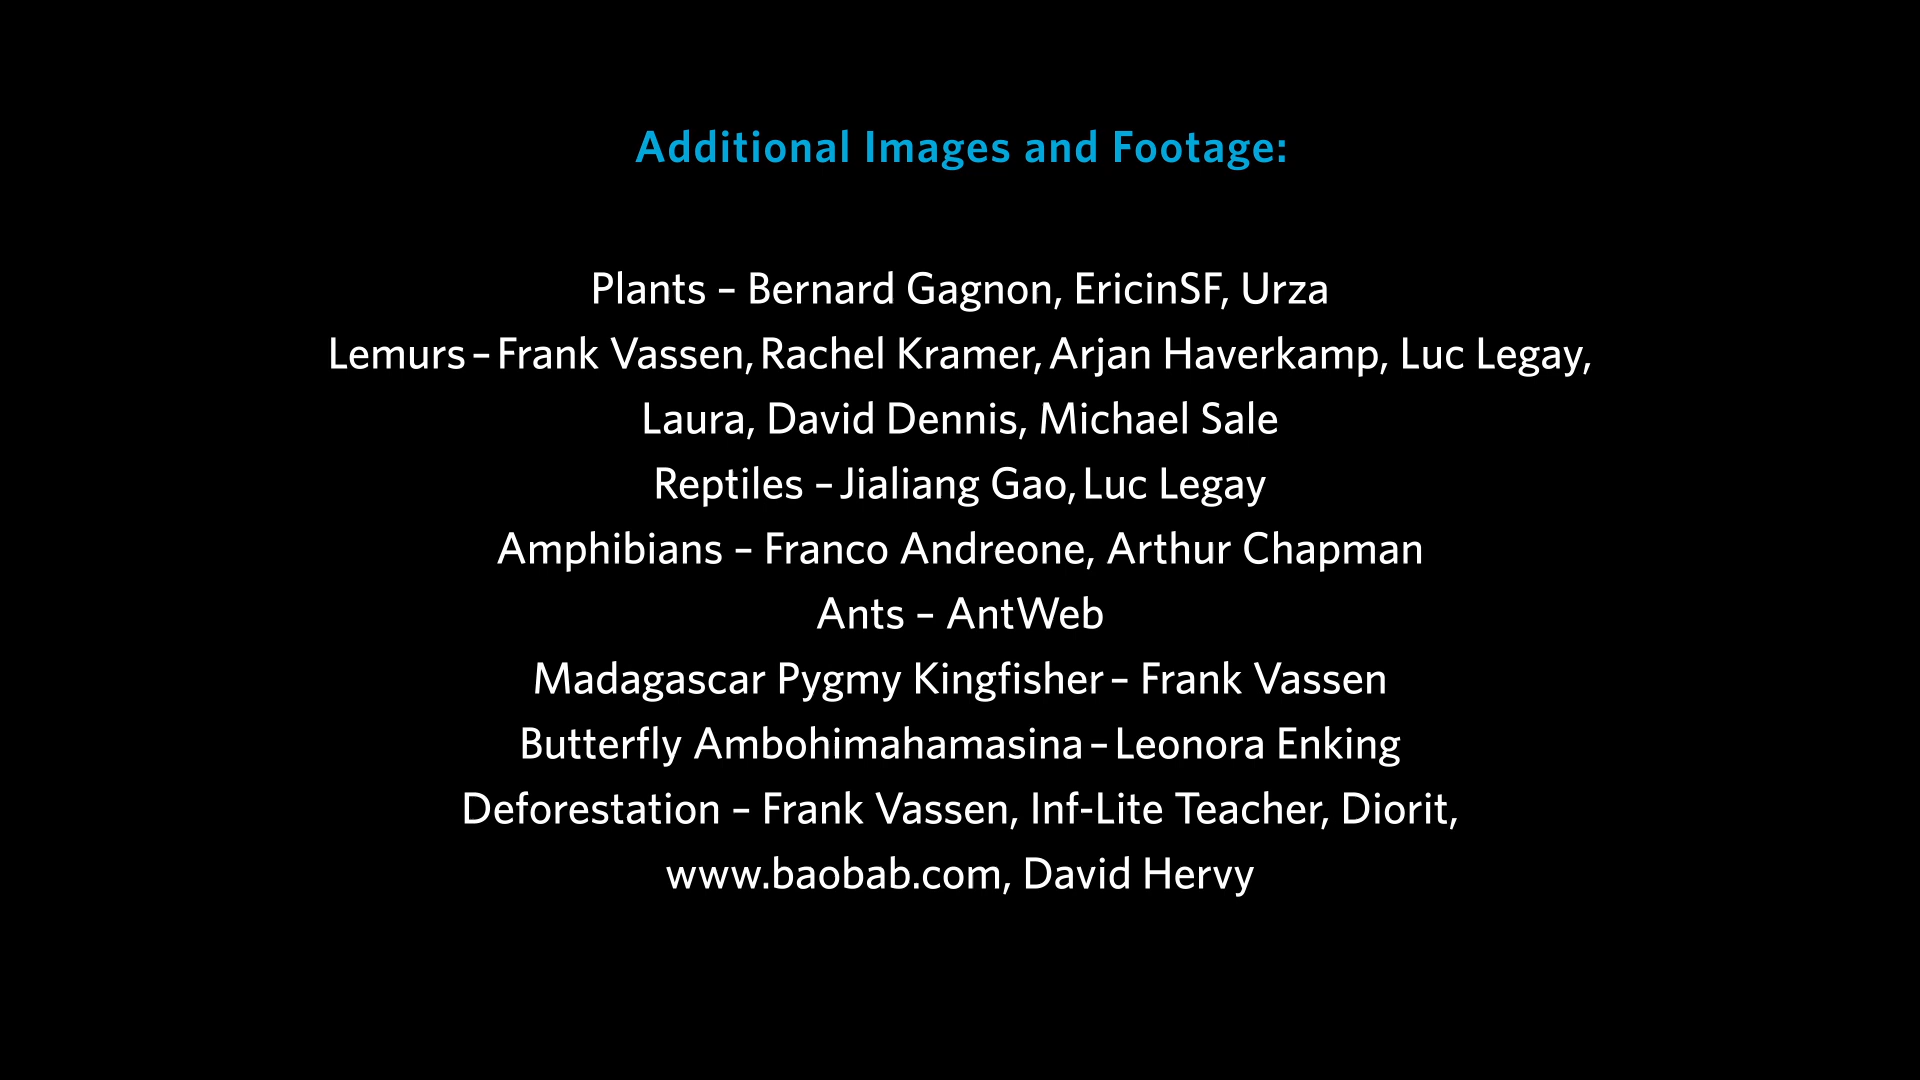 Additional Images and Footage:
Plants – Bernard Gagnon, EricinSF, Urza
Lemurs – Frank Vassen, Rachel Kramer, Arjan Haverkamp, Luc Legay,
Laura, David Dennis, Michael Sale
Reptiles – Jialiang Gao, Luc Legay
Amphibians – Franco Andreone, Arthur Chapman
Ants – AntWeb
Madagascar Pygmy Kingfisher – Frank Vassen
Butterfly Ambohimahamasina – Leonora Enking
Deforestation – Frank Vassen, Inf-Lite Teacher, Diorit,
www.baobab.com, David Hervy